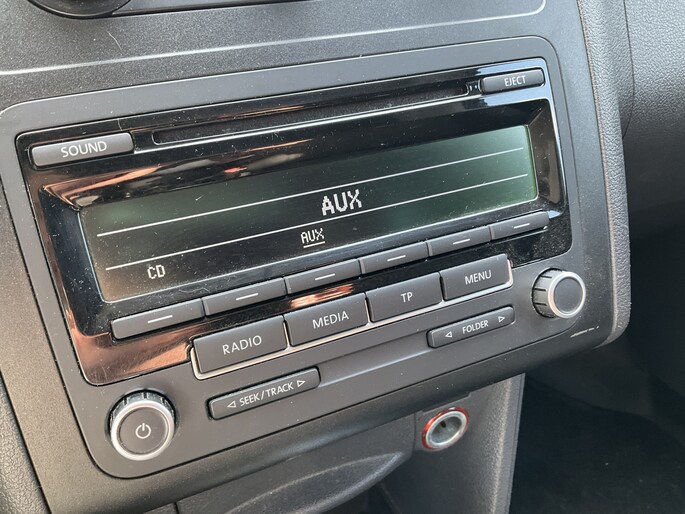 EJECT
SOUND
AUX
AUX
CD
MENU
TP
MEDIA
RADIO
FOLDER
SEEK/TRACK